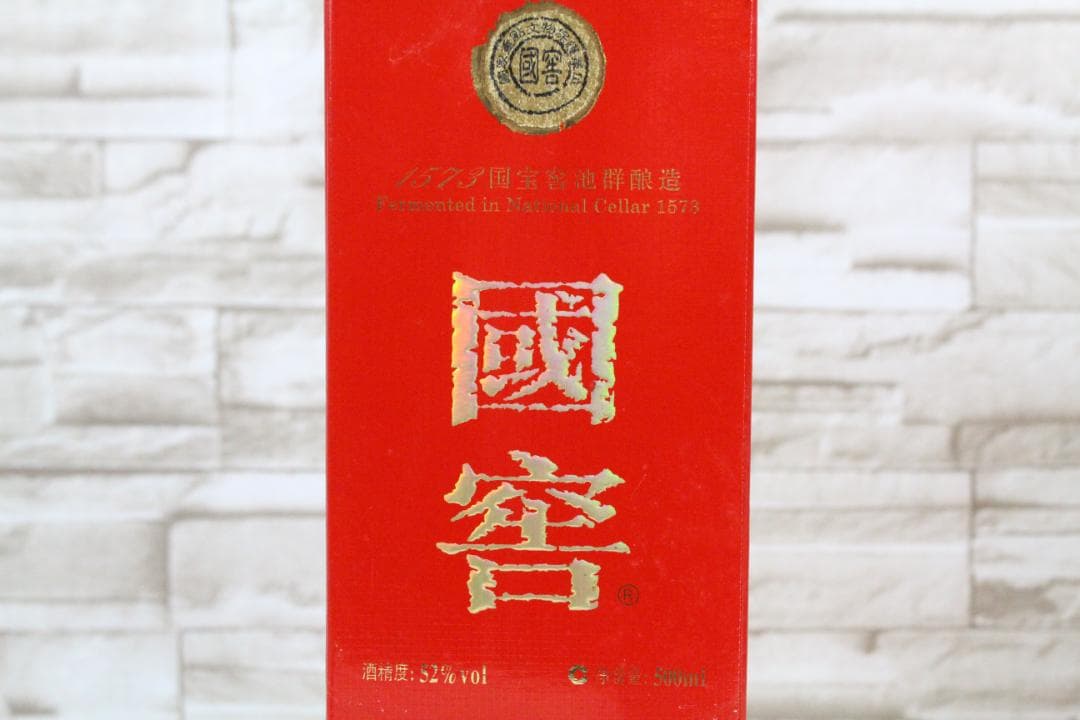 國窖
1573国宝窖池群酿造
Fermented in National Cellar 1573
國
窖
®
酒精度: 52%vol
净含量: 500ml